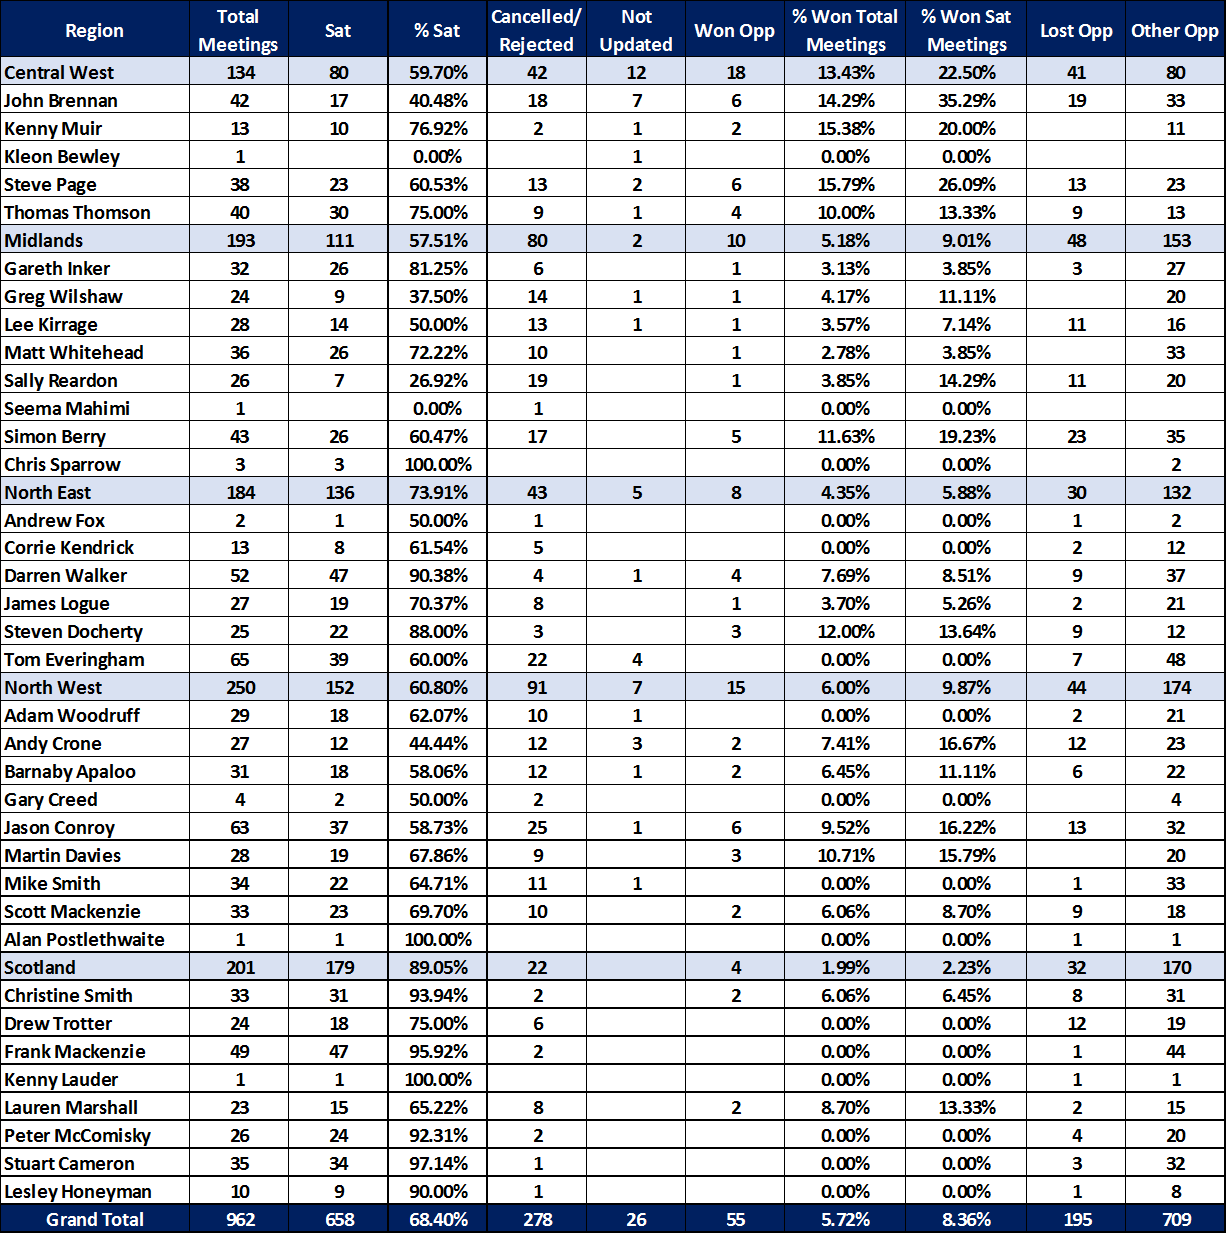 Region Total Meetings Sat % Sat Cancelled/ Rejected Not Updated Won Opp % Won Total Meetings % Won Sat Meetings Lost Opp Other Opp
Central West 134 80 59.70% 42 12 18 13.43% 22.50% 41 80
John Brennan 42 17 40.48% 18 7 6 14.29% 35.29% 19 33
Kenny Muir 13 10 76.92% 2 1 2 15.38% 20.00% 11
Kleon Bewley 1 0.00% 1 0.00% 0.00%
Steve Page 38 23 60.53% 13 2 6 15.79% 26.09% 13 23
Thomas Thomson 40 30 75.00% 9 1 4 10.00% 13.33% 9 13
Midlands 193 111 57.51% 80 2 10 5.18% 9.01% 48 153
Gareth Inker 32 26 81.25% 6 1 3.13% 3.85% 3 27
Greg Wilshaw 24 9 37.50% 14 1 1 4.17% 11.11% 20
Lee Kirrage 28 14 50.00% 13 1 1 3.57% 7.14% 11 16
Matt Whitehead 36 26 72.22% 10 1 2.78% 3.85% 33
Sally Reardon 26 7 26.92% 19 1 3.85% 14.29% 11 20
Seema Mahimi 1 0.00% 1 0.00% 0.00%
Simon Berry 43 26 60.47% 17 5 11.63% 19.23% 23 35
Chris Sparrow 3 3 100.00% 0.00% 0.00% 2
North East 184 136 73.91% 43 5 8 4.35% 5.88% 30 132
Andrew Fox 2 1 50.00% 1 0.00% 0.00% 1 2
Corrie Kendrick 13 8 61.54% 5 0.00% 0.00% 2 12
Darren Walker 52 47 90.38% 4 1 4 7.69% 8.51% 9 37
James Logue 27 19 70.37% 8 1 3.70% 5.26% 2 21
Steven Docherty 25 22 88.00% 3 3 12.00% 13.64% 9 12
Tom Everingham 65 39 60.00% 22 4 0.00% 0.00% 7 48
North West 250 152 60.80% 91 7 15 6.00% 9.87% 44 174
Adam Woodruff 29 18 62.07% 10 1 0.00% 0.00% 2 21
Andy Crone 27 12 44.44% 12 3 2 7.41% 16.67% 12 23
Barnaby Apaloo 31 18 58.06% 12 1 2 6.45% 11.11% 6 22
Gary Creed 4 2 50.00% 2 0.00% 0.00% 4
Jason Conroy 63 37 58.73% 25 1 6 9.52% 16.22% 13 32
Martin Davies 28 19 67.86% 9 3 10.71% 15.79% 20
Mike Smith 34 22 64.71% 11 1 0.00% 0.00% 1 33
Scott Mackenzie 33 23 69.70% 10 2 6.06% 8.70% 9 18
Alan Postlethwaite 1 1 100.00% 0.00% 0.00% 1 1
Scotland 201 179 89.05% 22 4 1.99% 2.23% 32 170
Christine Smith 33 31 93.94% 2 2 6.06% 6.45% 8 31
Drew Trotter 24 18 75.00% 6 0.00% 0.00% 12 19
Frank Mackenzie 49 47 95.92% 2 0.00% 0.00% 1 44
Kenny Lauder 1 1 100.00% 0.00% 0.00% 1 1
Lauren Marshall 23 15 65.22% 8 2 8.70% 13.33% 2 15
Peter McComisky 26 24 92.31% 2 0.00% 0.00% 4 20
Stuart Cameron 35 34 97.14% 1 0.00% 0.00% 3 32
Lesley Honeyman 10 9 90.00% 1 0.00% 0.00% 1 8
Grand Total 962 658 68.40% 278 26 55 5.72% 8.36% 195 709